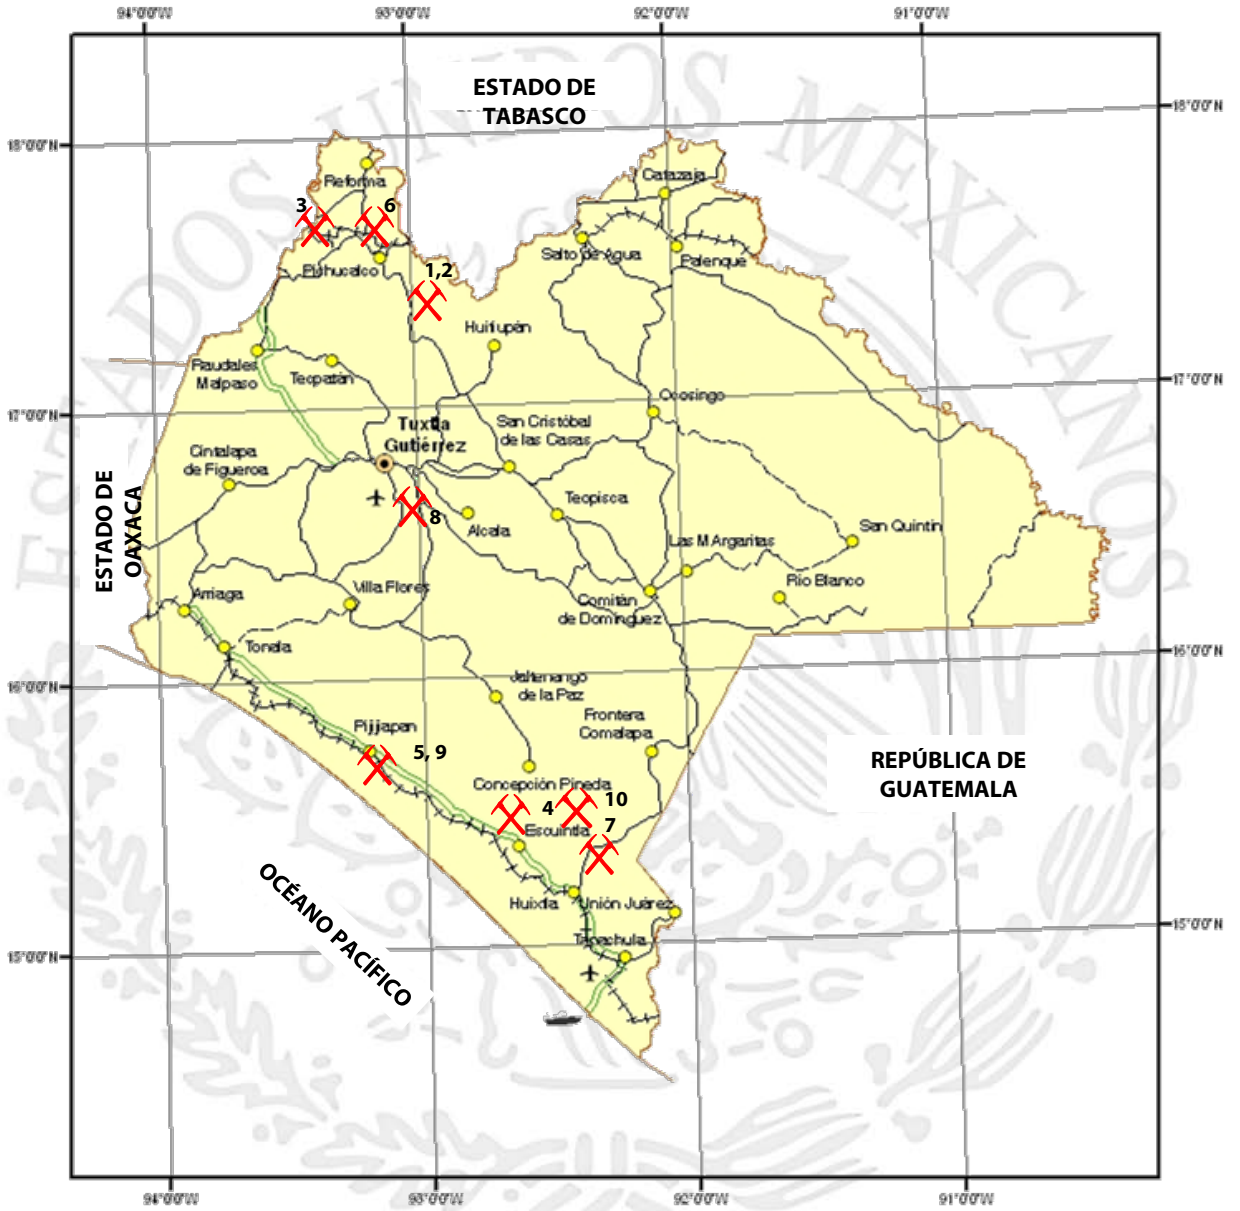 94°0'0"W 93°0'0"W 92°0'0"W 91°0'0"W
ESTADO DE
TABASCO
18°0'0"N
18°0'0"N
ESTADOS UNIDOS MEXICANOS
Reforma
Catazaja
3
6
Salto de Agua
Palenque
Pichucalco
1,2
Huitiupán
Raudales
Malpaso
Tecpatán
17°0'0"N
17°0'0"N
Ocosingo
Tuxtla
Gutiérrez
San Cristóbal
de las Casas
Cintalapa
de Figueroa
ESTADO DE
OAXACA
8
Alcala
Teopisca
San Quintín
Las M Argaritas
Rio Blanco
Arriaga
Villa Flores
Comitán
de Domínguez
Tonala
16°0'0"N
16°0'0"N
Jaltenango
de la Paz
Frontera
Comalapa
Pijijiapan
5, 9
REPÚBLICA DE
GUATEMALA
Concepción Pineda
4
10
Escuintla
7
OCÉANO PACÍFICO
Huixtla
Unión Juárez
Tapachula
15°0'0"N
15°0'0"N
94°0'0"W 93°0'0"W 92°0'0"W 91°0'0"W